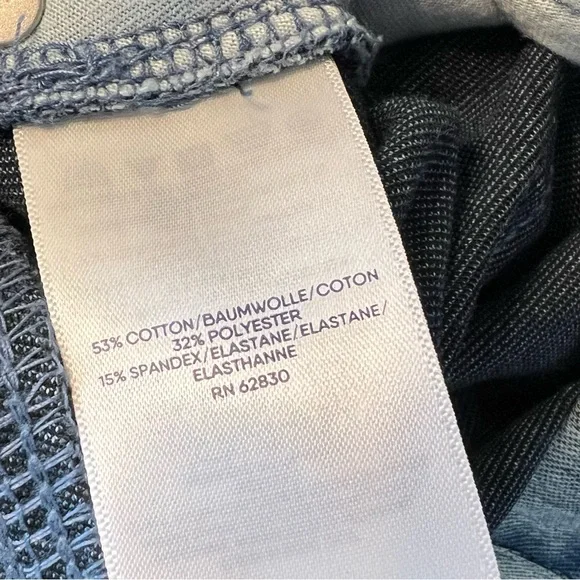 53% COTTON/BAUMWOLLE/COTON
32% POLYESTER
15% SPANDEX/ELASTANE/ELASTANE/
ELASTHANNE
RN 62830